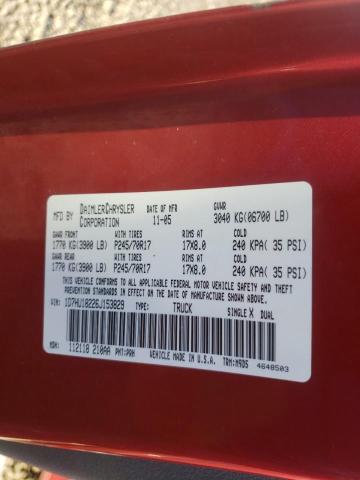 MFD BY DAIMLERCHRYSLER CORPORATION DATE OF MFR 11-05 GVWR 3040 KG(06700 LB)
GAWR FRONT WITH TIRES RIMS AT COLD
1770 KG(3900 LB) P245/70R17 17X8.0 240 KPA( 35 PSI)
GAWR REAR WITH TIRES RIMS AT COLD
1770 KG(3900 LB) P245/70R17 17X8.0 240 KPA( 35 PSI)
THIS VEHICLE CONFORMS TO ALL APPLICABLE FEDERAL MOTOR VEHICLE SAFETY AND
THEFT PREVENTION STANDARDS IN EFFECT ON THE DATE OF MANUFACTURE SHOWN ABOVE.
VIN: 1D7HU18226J153829 TYPE: TRUCK SINGLE X DUAL
MDH: 112118 210AA PNT:PRH VEHICLE MADE IN U.S.A. TRM:M9D5 4648503